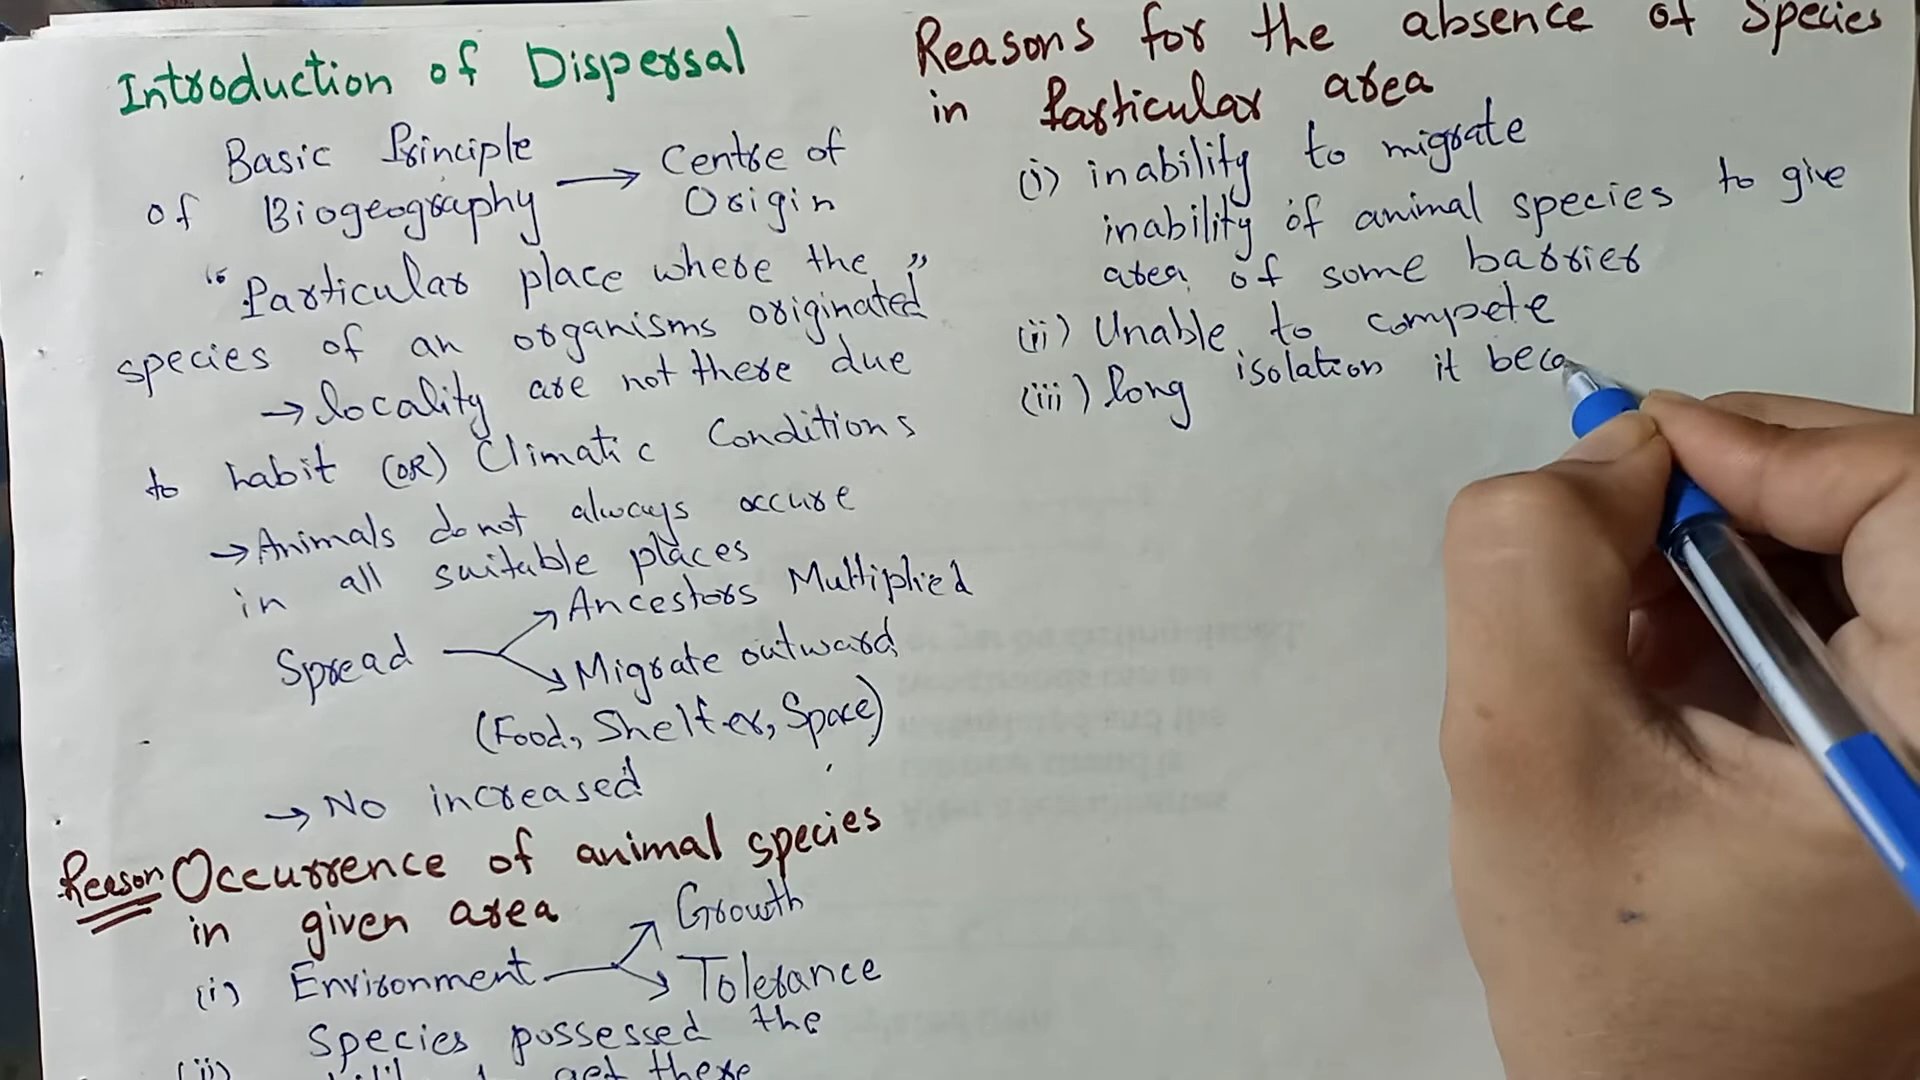 Introduction of Dispersal
Basic Principle
of Biogeography → Centre of
Origin
"Particular place where the"
species of an organisms originated
→ locality are not there due
to habit (OR) Climatic Conditions
→ Animals do not always occure
in all suitable places
Spread → Ancestors Multiplied
→ Migrate outward
(Food, Shelter, Space)
→ No increased
Reason Occurrence of animal species
in given area
(i) Environment → Growth
→ Tolerance
Species possessed the
(ii) get there
Reasons for the absence of Species
in Particular area
(i) inability to migrate
inability of animal species to give
area of some barrier
(ii) Unable to compete
(iii) long isolation it beco